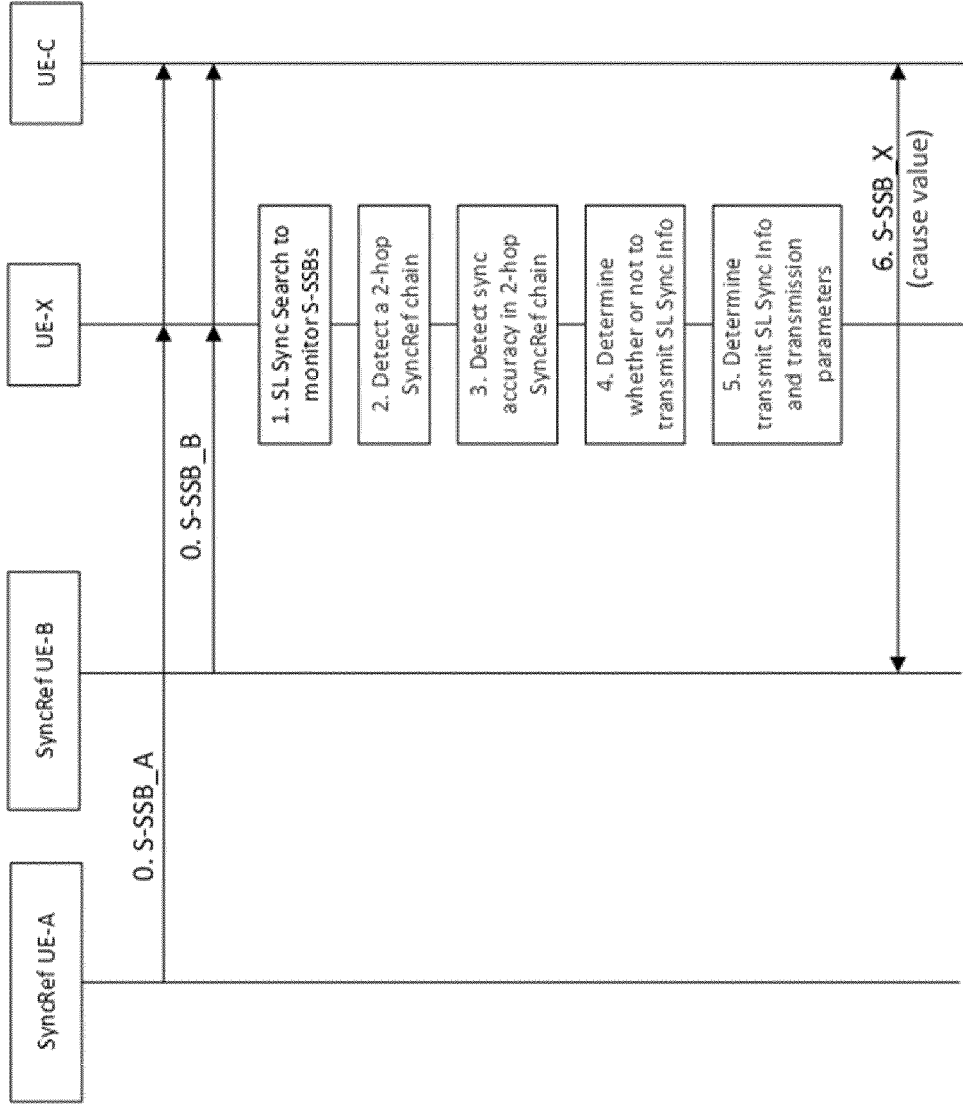 SyncRef UE-A
SyncRef UE-B
UE-X
UE-C
0. S-SSB_A
0. S-SSB_B
1. SL Sync Search to
monitor S-SSBs
2. Detect a 2-hop
SyncRef chain
3. Detect sync
accuracy in 2-hop
SyncRef chain
4. Determine
whether or not to
transmit SL Sync Info
5. Determine
transmit SL Sync Info
and transmission
parameters
6. S-SSB_X
(cause value)